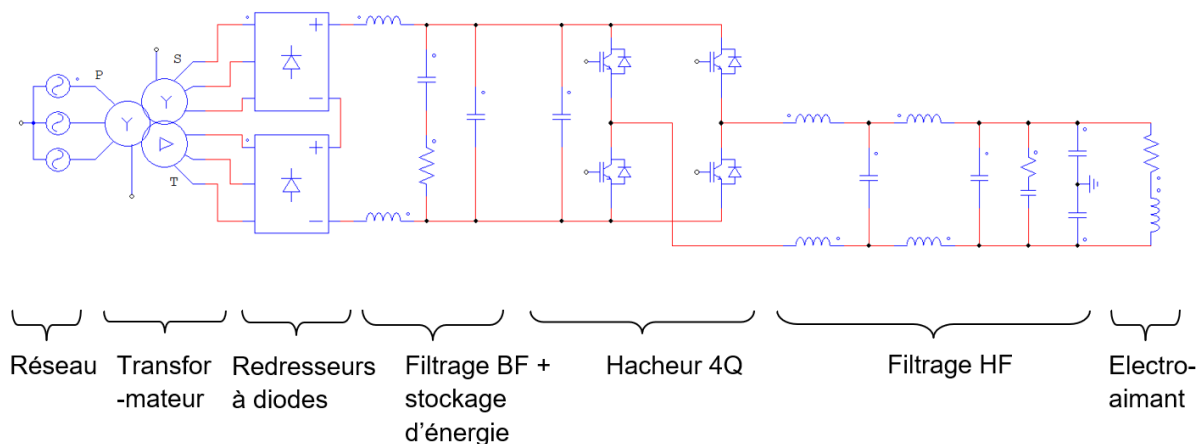 P
S
T
Y
Y
+
−
+
−
Réseau
Transfor
-mateur
Redresseurs
à diodes
Filtrage BF +
stockage
d’énergie
Hacheur 4Q
Filtrage HF
Electro-
aimant